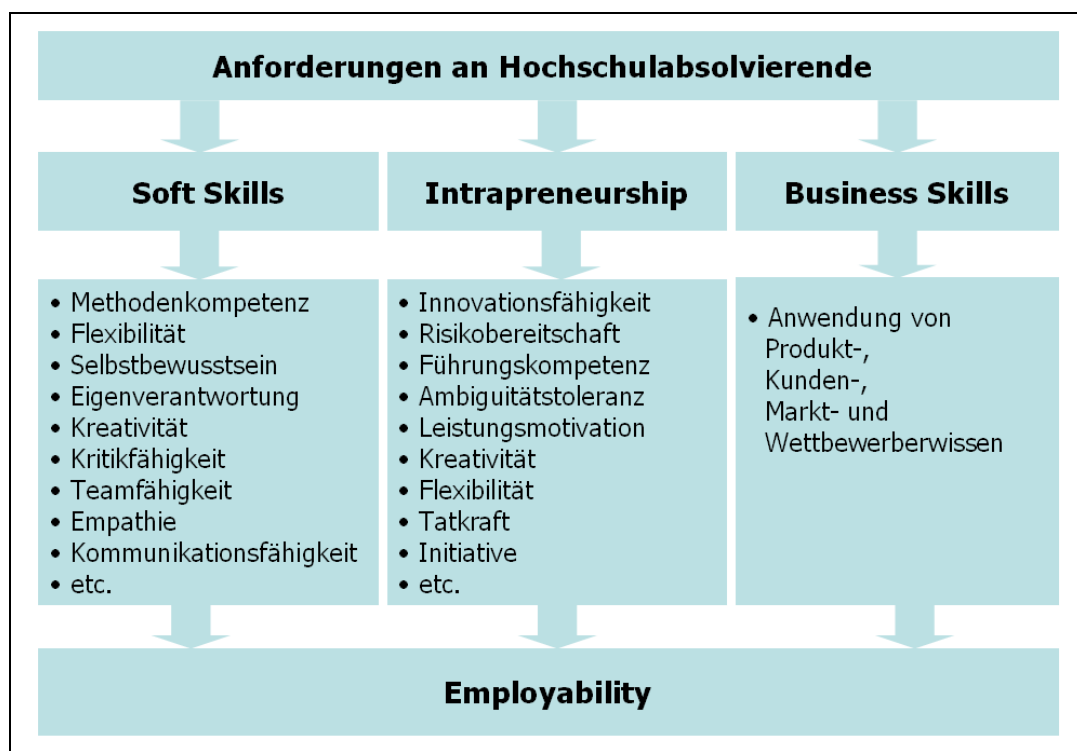 Anforderungen an Hochschulabsolvierende
Soft Skills
Intrapreneurship
Business Skills
• Methodenkompetenz
• Flexibilität
• Selbstbewusstsein
• Eigenverantwortung
• Kreativität
• Kritikfähigkeit
• Teamfähigkeit
• Empathie
• Kommunikationsfähigkeit
• etc.
• Innovationsfähigkeit
• Risikobereitschaft
• Führungskompetenz
• Ambiguitätstoleranz
• Leistungsmotivation
• Kreativität
• Flexibilität
• Tatkraft
• Initiative
• etc.
• Anwendung von
Produkt-,
Kunden-,
Markt- und
Wettbewerberwissen
Employability